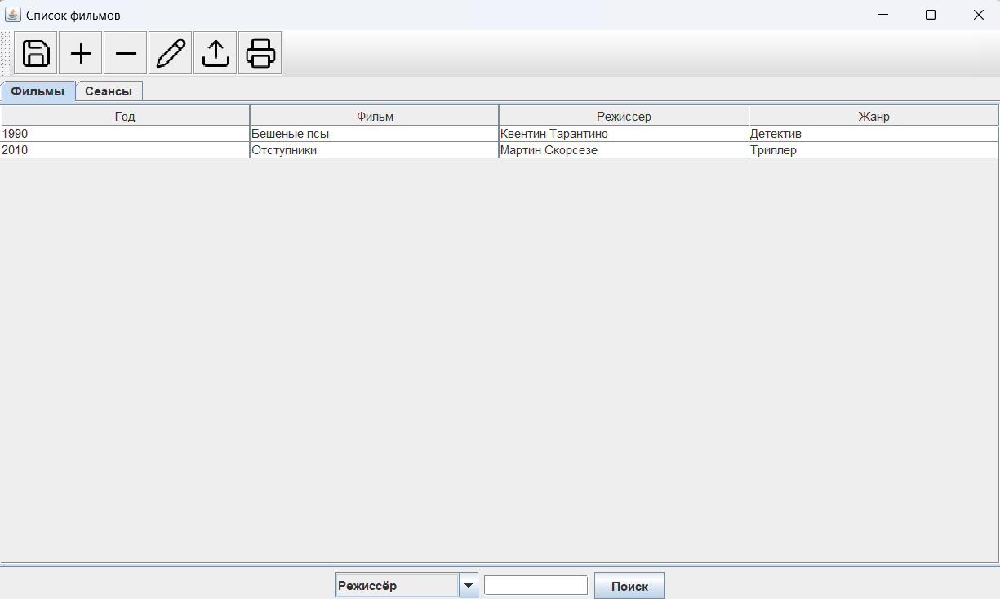 Список фильмов
Фильмы Сеансы
Год Фильм Режиссёр Жанр
1990 Бешеные псы Квентин Тарантино Детектив
2010 Отступники Мартин Скорсезе Триллер
Режиссёр Поиск